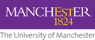 MANCHESTER
1824
The University of Manchester